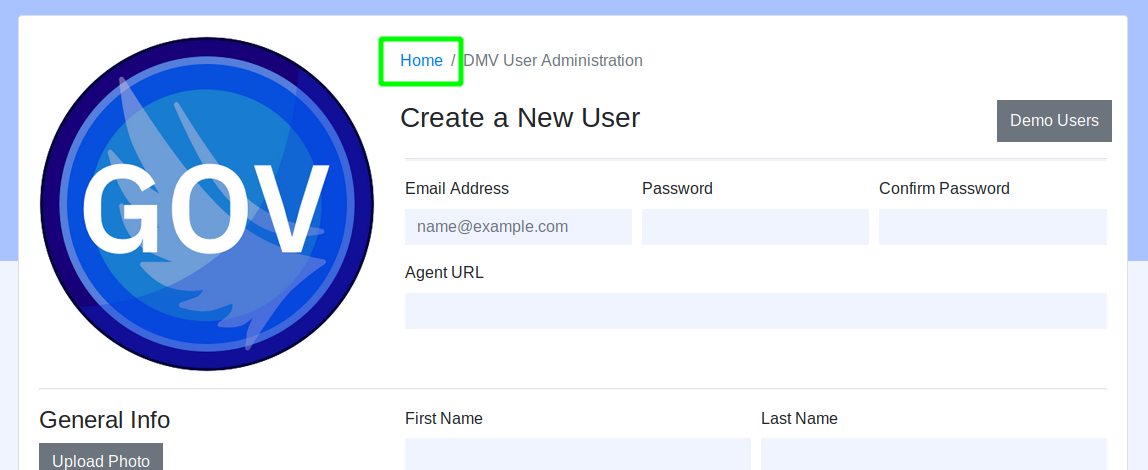 GOV
Home / DMV User Administration
Create a New User
Demo Users
Email Address Password Confirm Password
name@example.com
Agent URL
General Info
Upload Photo
First Name Last Name